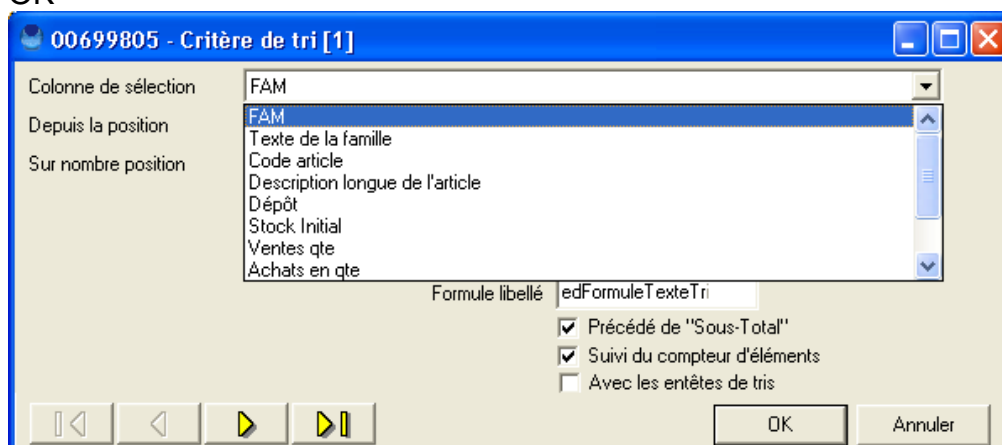 OK
00699805 - Critère de tri [1]
Colonne de sélection FAM
Depuis la position
Sur nombre position
FAM
Texte de la famille
Code article
Description longue de l'article
Dépôt
Stock Initial
Ventes qte
Achats en qte
Formule libellé edFormuleTexteTri
Précédé de "Sous-Total"
Suivi du compteur d'éléments
Avec les entêtes de tris
OK Annuler